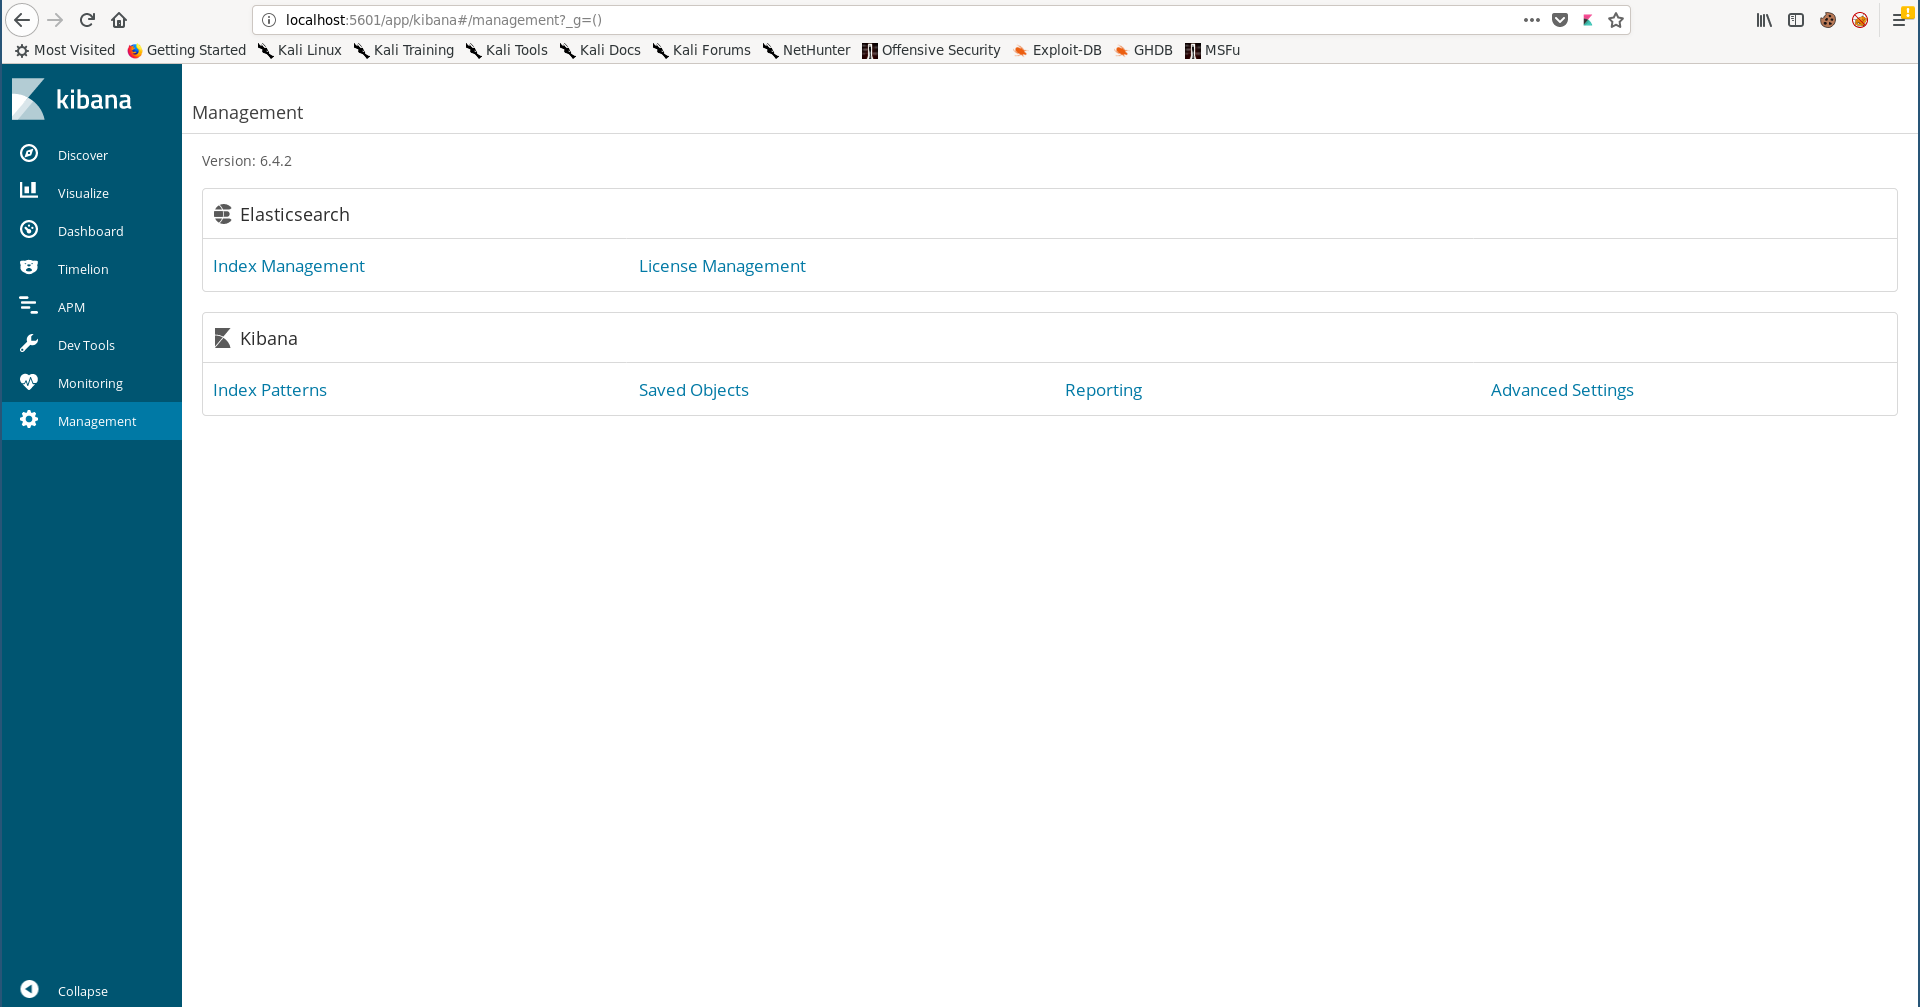 localhost:5601/app/kibana#/management?_g=()
Most Visited Getting Started Kali Linux Kali Training Kali Tools Kali Docs Kali Forums NetHunter Offensive Security Exploit-DB GHDB MSFu
kibana
Discover
Visualize
Dashboard
Timelion
APM
Dev Tools
Monitoring
Management
Collapse
Management
Version: 6.4.2
Elasticsearch
Index Management License Management
Kibana
Index Patterns Saved Objects Reporting Advanced Settings